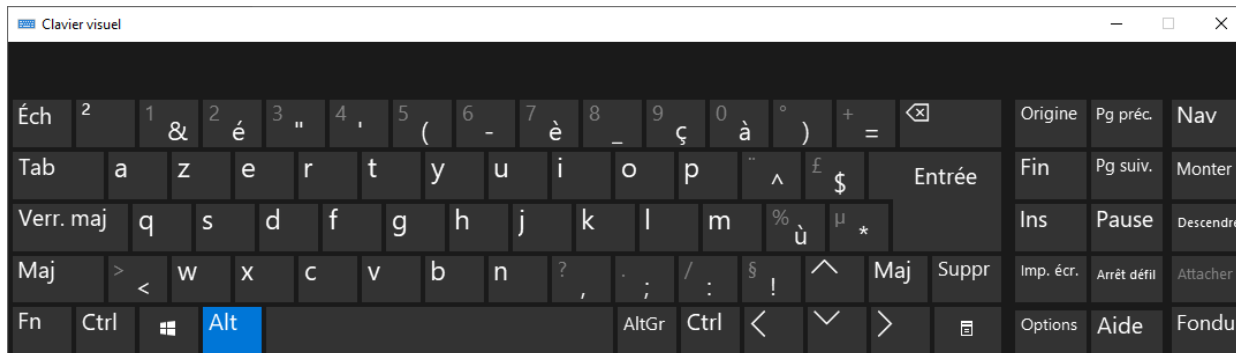 Clavier visuel
Éch ² 1 & 2 é 3 " 4 ' 5 ( 6 - 7 è 8 _ 9 ç 0 à ° ) + = Origine Pg préc. Nav
Tab a z e r t y u i o p ¨ ^ £ $ Entrée Fin Pg suiv. Monter
Verr. maj q s d f g h j k l m % ù µ * Ins Pause Descendre
Maj > < w x c v b n ? , . ; / : § ! Maj Suppr Imp. écr. Arrêt défil Attacher
Fn Ctrl Alt AltGr Ctrl Options Aide Fondu